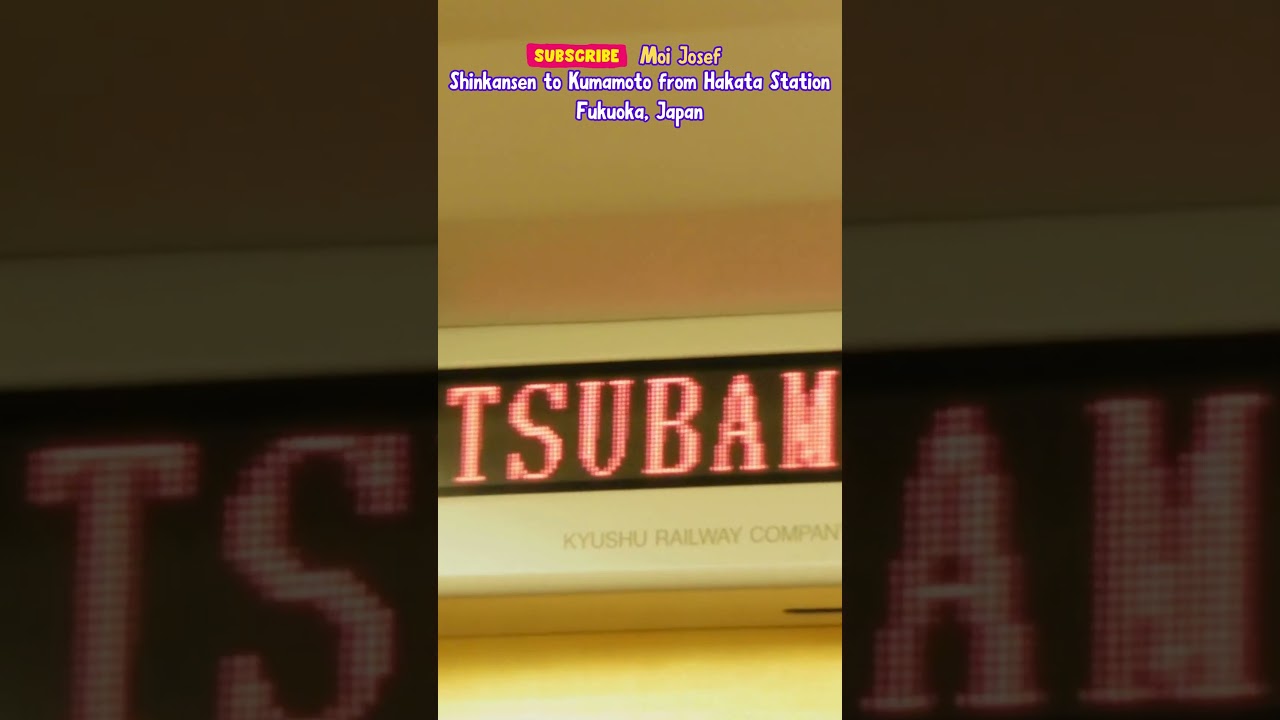 SUBSCRIBE Moi Josef
Shinkansen to Kumamoto from Hakata Station
Fukuoka, Japan
TSUBAM
KYUSHU RAILWAY COMPAN